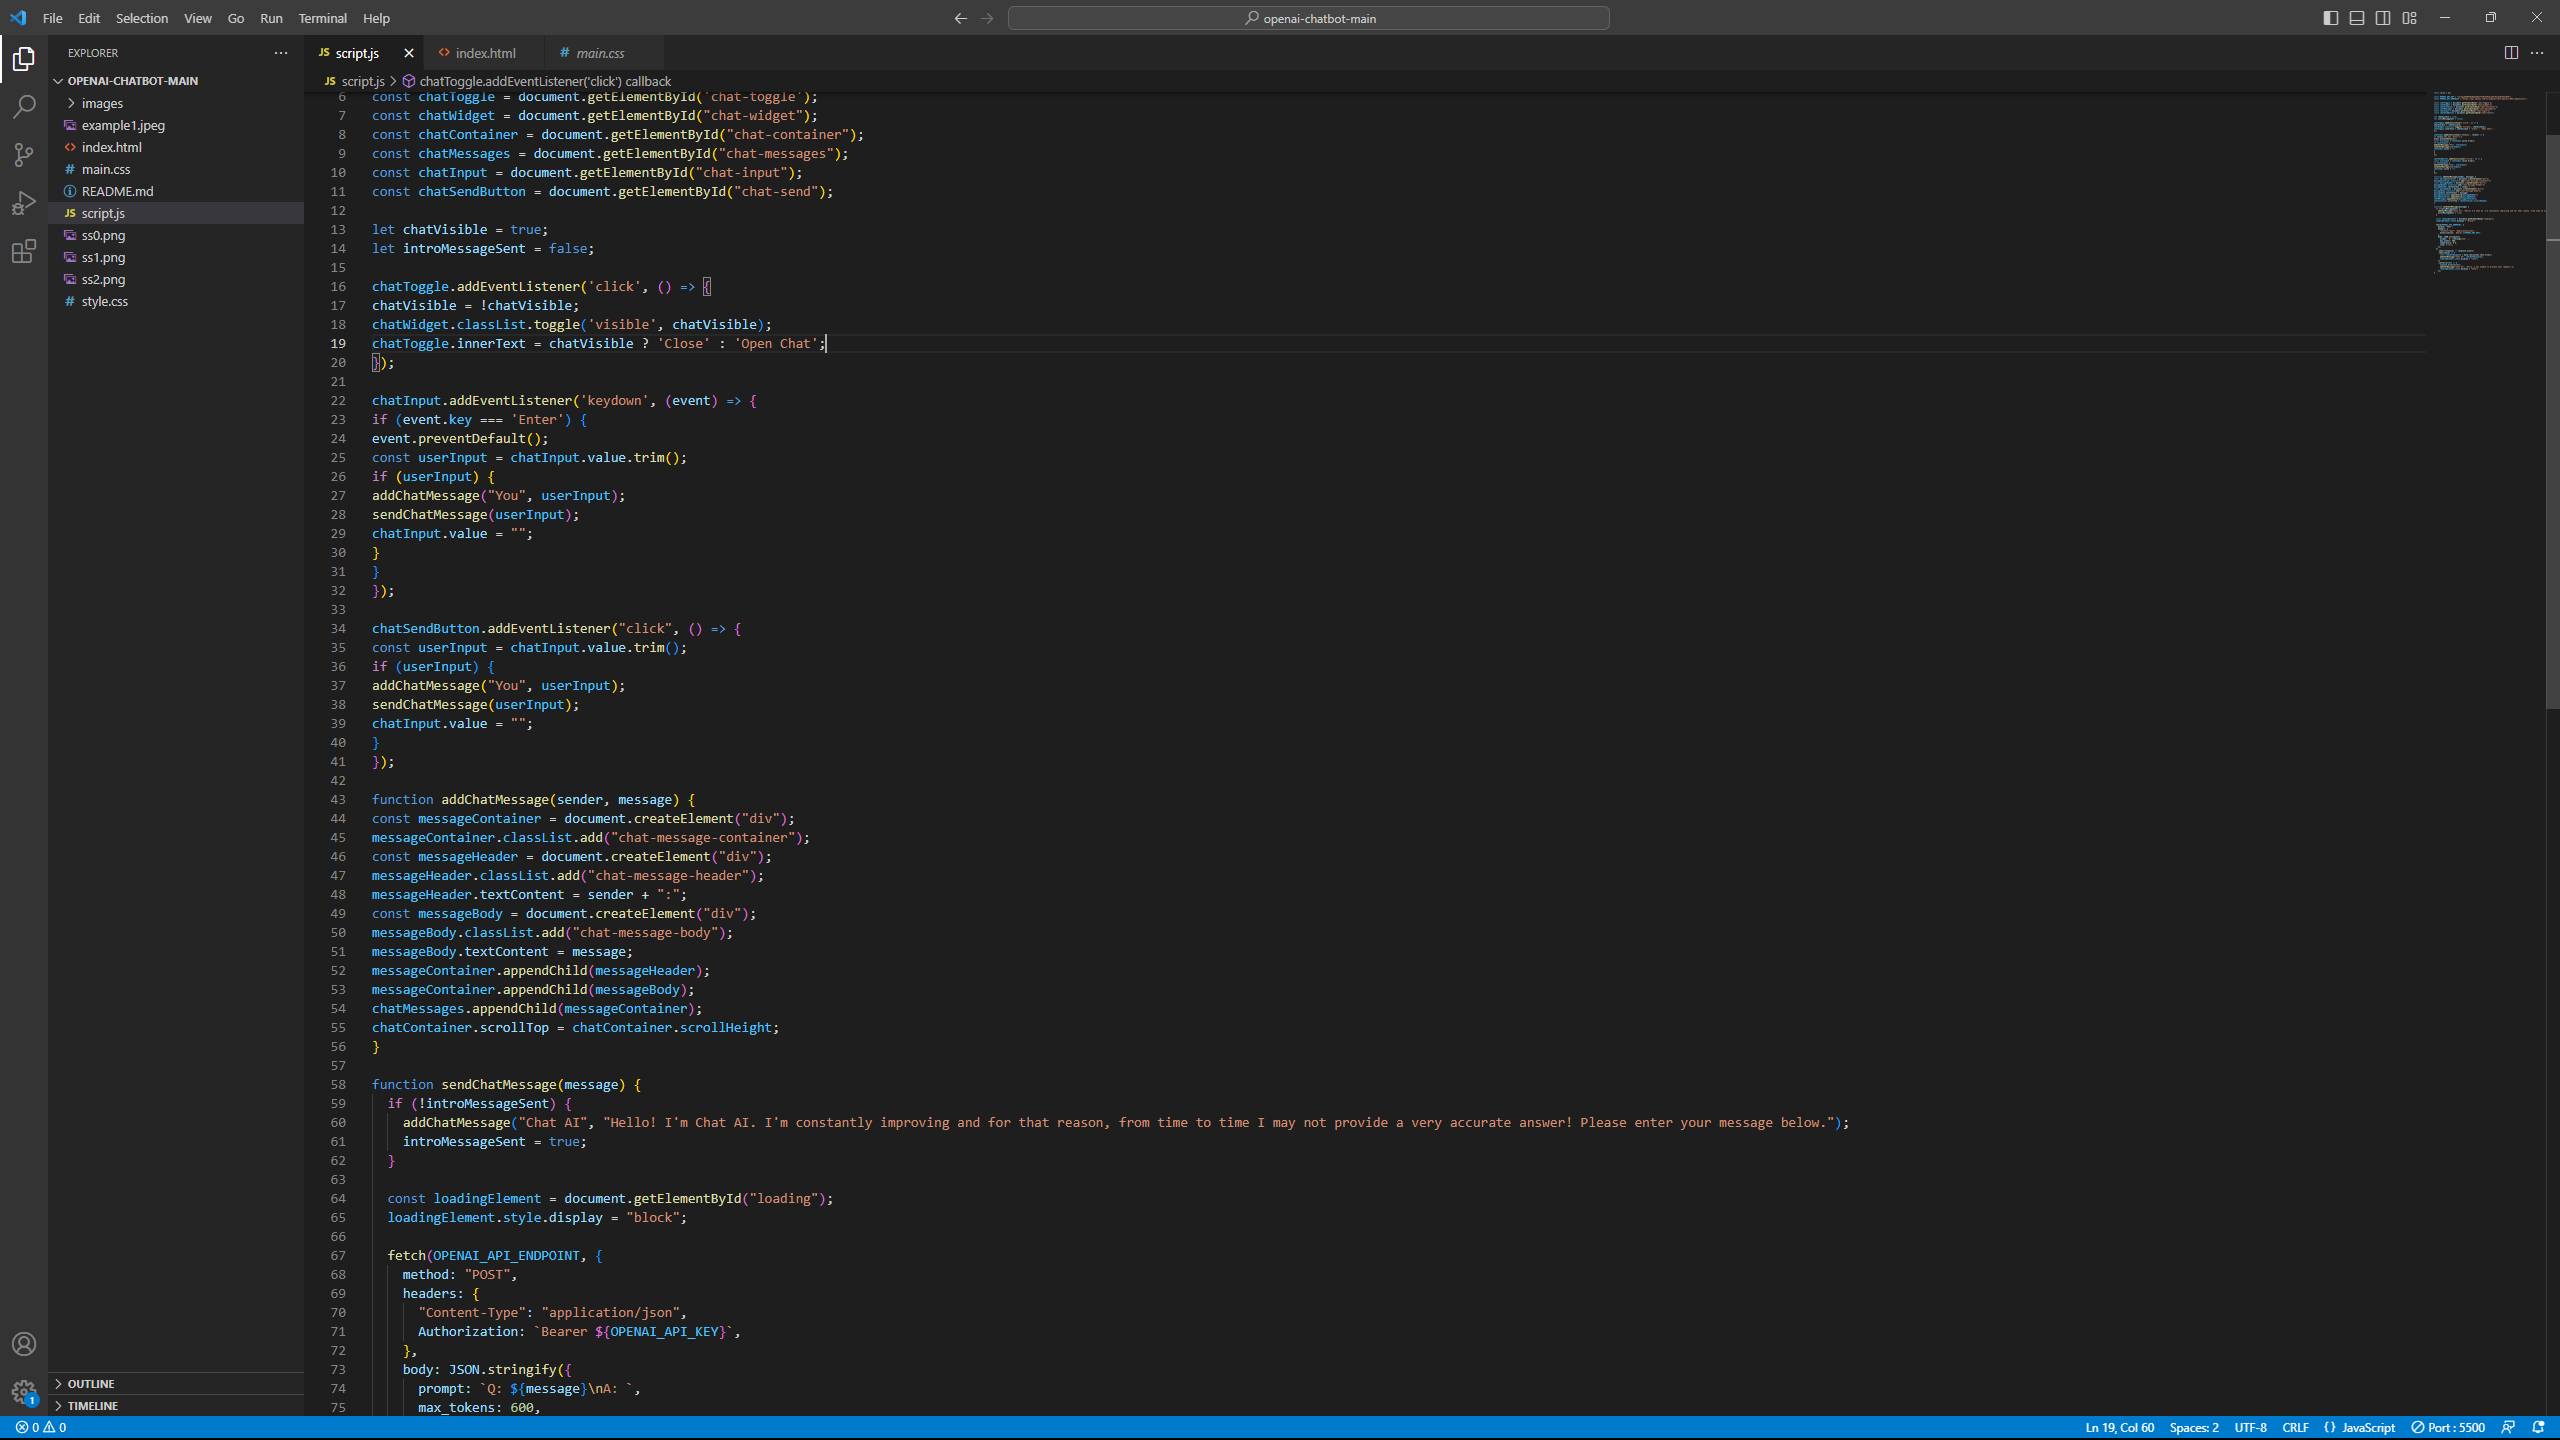 File Edit Selection View Go Run Terminal Help
openai-chatbot-main
EXPLORER
OPENAI-CHATBOT-MAIN
images
example1.jpeg
index.html
main.css
README.md
script.js
ss0.png
ss1.png
ss2.png
style.css
OUTLINE
TIMELINE
JS script.js
<> index.html
# main.css
JS script.js > chatToggle.addEventListener('click') callback
6 const chatToggle = document.getElementById('chat-toggle');
7 const chatWidget = document.getElementById("chat-widget");
8 const chatContainer = document.getElementById("chat-container");
9 const chatMessages = document.getElementById("chat-messages");
10 const chatInput = document.getElementById("chat-input");
11 const chatSendButton = document.getElementById("chat-send");
12
13 let chatVisible = true;
14 let introMessageSent = false;
15
16 chatToggle.addEventListener('click', () => {
17 chatVisible = !chatVisible;
18 chatWidget.classList.toggle('visible', chatVisible);
19 chatToggle.innerText = chatVisible ? 'Close' : 'Open Chat';
20 });
21
22 chatInput.addEventListener('keydown', (event) => {
23 if (event.key === 'Enter') {
24 event.preventDefault();
25 const userInput = chatInput.value.trim();
26 if (userInput) {
27 addChatMessage("You", userInput);
28 sendChatMessage(userInput);
29 chatInput.value = "";
30 }
31 }
32 });
33
34 chatSendButton.addEventListener("click", () => {
35 const userInput = chatInput.value.trim();
36 if (userInput) {
37 addChatMessage("You", userInput);
38 sendChatMessage(userInput);
39 chatInput.value = "";
40 }
41 });
42
43 function addChatMessage(sender, message) {
44 const messageContainer = document.createElement("div");
45 messageContainer.classList.add("chat-message-container");
46 const messageHeader = document.createElement("div");
47 messageHeader.classList.add("chat-message-header");
48 messageHeader.textContent = sender + ":";
49 const messageBody = document.createElement("div");
50 messageBody.classList.add("chat-message-body");
51 messageBody.textContent = message;
52 messageContainer.appendChild(messageHeader);
53 messageContainer.appendChild(messageBody);
54 chatMessages.appendChild(messageContainer);
55 chatContainer.scrollTop = chatContainer.scrollHeight;
56 }
57
58 function sendChatMessage(message) {
59 if (!introMessageSent) {
60 addChatMessage("Chat AI", "Hello! I'm Chat AI. I'm constantly improving and for that reason, from time to time I may not provide a very accurate answer! Please enter your message below.");
61 introMessageSent = true;
62 }
63
64 const loadingElement = document.getElementById("loading");
65 loadingElement.style.display = "block";
66
67 fetch(OPENAI_API_ENDPOINT, {
68 method: "POST",
69 headers: {
70 "Content-Type": "application/json",
71 Authorization: `Bearer ${OPENAI_API_KEY}`,
72 },
73 body: JSON.stringify({
74 prompt: `Q: ${message}\nA: `,
75 max_tokens: 600,
1
0 0
Ln 19, Col 60 Spaces: 2 UTF-8 CRLF {} JavaScript Port : 5500